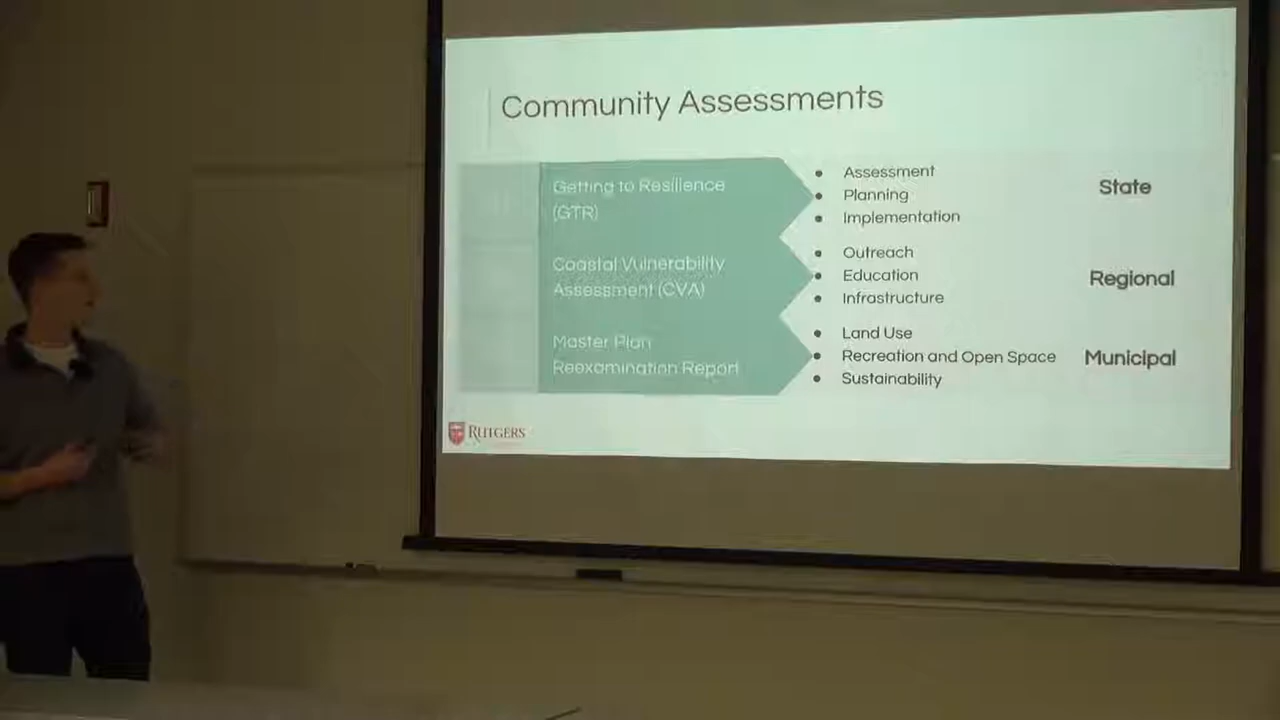 Community Assessments
Getting to Resilience
(GTR)
Assessment
Planning
Implementation
State
Coastal Vulnerability
Assessment (CVA)
Outreach
Education
Infrastructure
Regional
Master Plan
Reexamination Report
Land Use
Recreation and Open Space
Sustainability
Municipal
RUTGERS